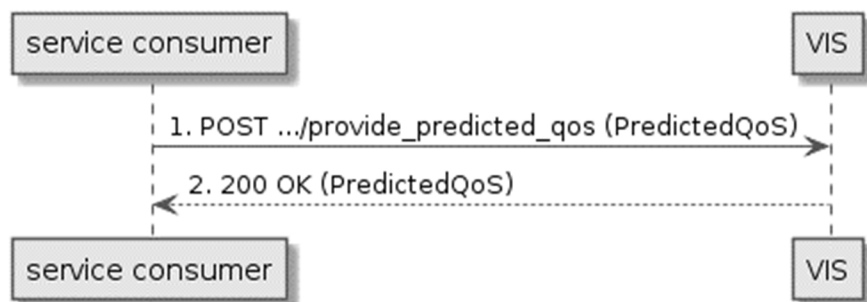 service consumer
VIS
1. POST .../provide_predicted_qos (PredictedQoS)
2. 200 OK (PredictedQoS)
service consumer
VIS